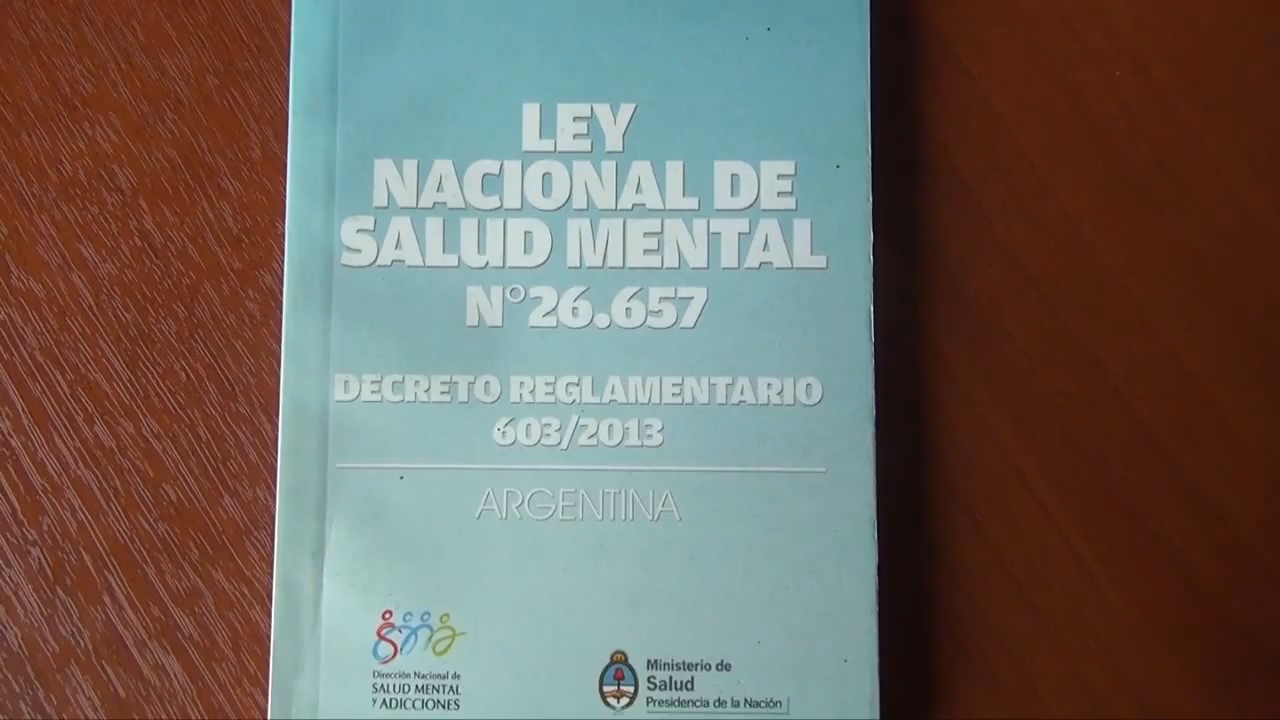 LEY
NACIONAL DE
SALUD MENTAL
N°26.657
DECRETO REGLAMENTARIO
603/2013
ARGENTINA
Dirección Nacional de
SALUD MENTAL
Y ADICCIONES
Ministerio de
Salud
Presidencia de la Nación